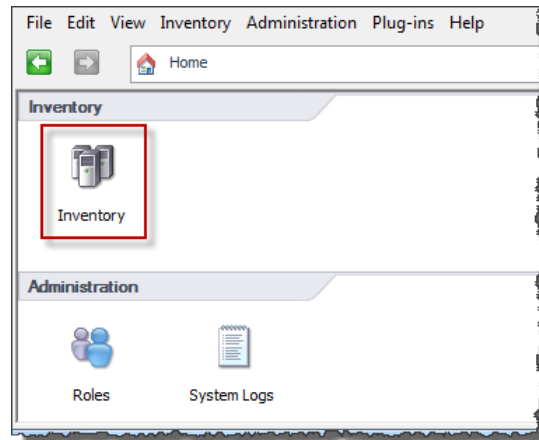 File Edit View Inventory Administration Plug-ins Help
Home
Inventory
Inventory
Administration
Roles System Logs